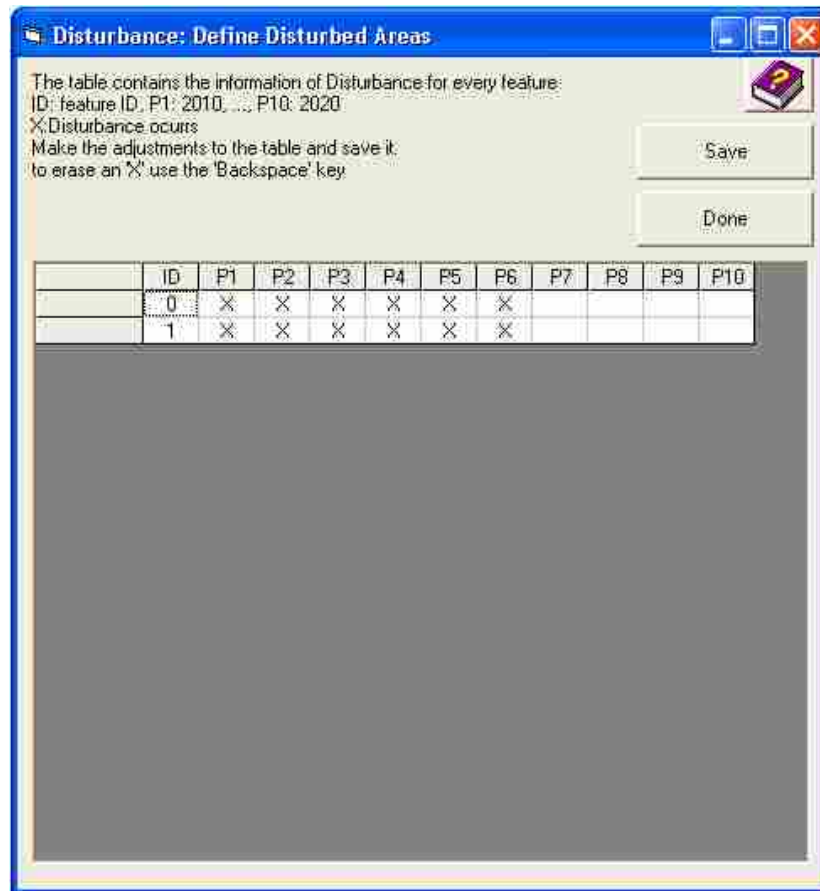 Disturbance: Define Disturbed Areas
The table contains the information of Disturbance for every feature
ID: feature ID, P1: 2010, ..., P10: 2020
X:Disturbance ocurrs
Make the adjustments to the table and save it.
to erase an 'X' use the 'Backspace' key
?
Save
Done
ID P1 P2 P3 P4 P5 P6 P7 P8 P9 P10
0 X X X X X X
1 X X X X X X